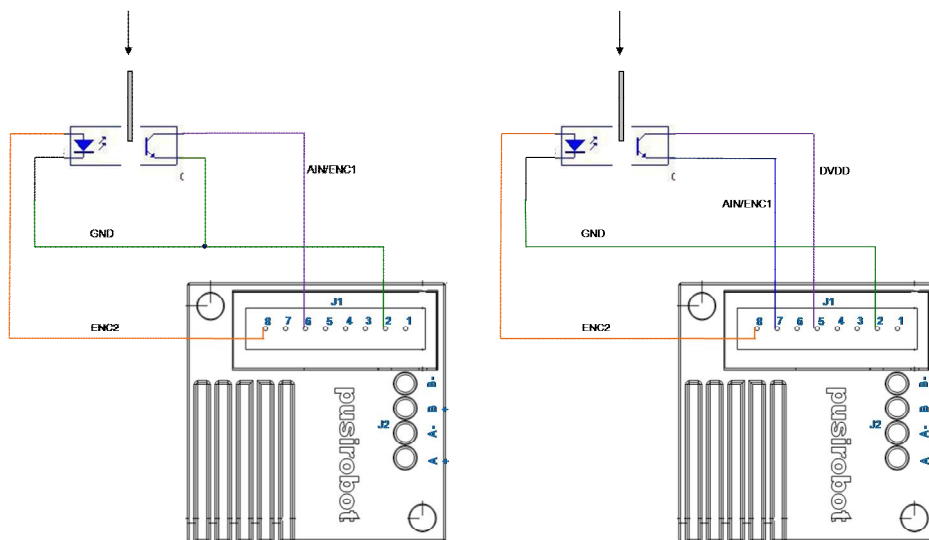 AIN/ENC1
GND
ENC2
J1
8 7 6 5 4 3 2 1
B-
B +
J2
A-
A +
pusirobot
DVDD
AIN/ENC1
GND
ENC2
J1
8 7 6 5 4 3 2 1
B-
B
J2
A-
A
pusirobot